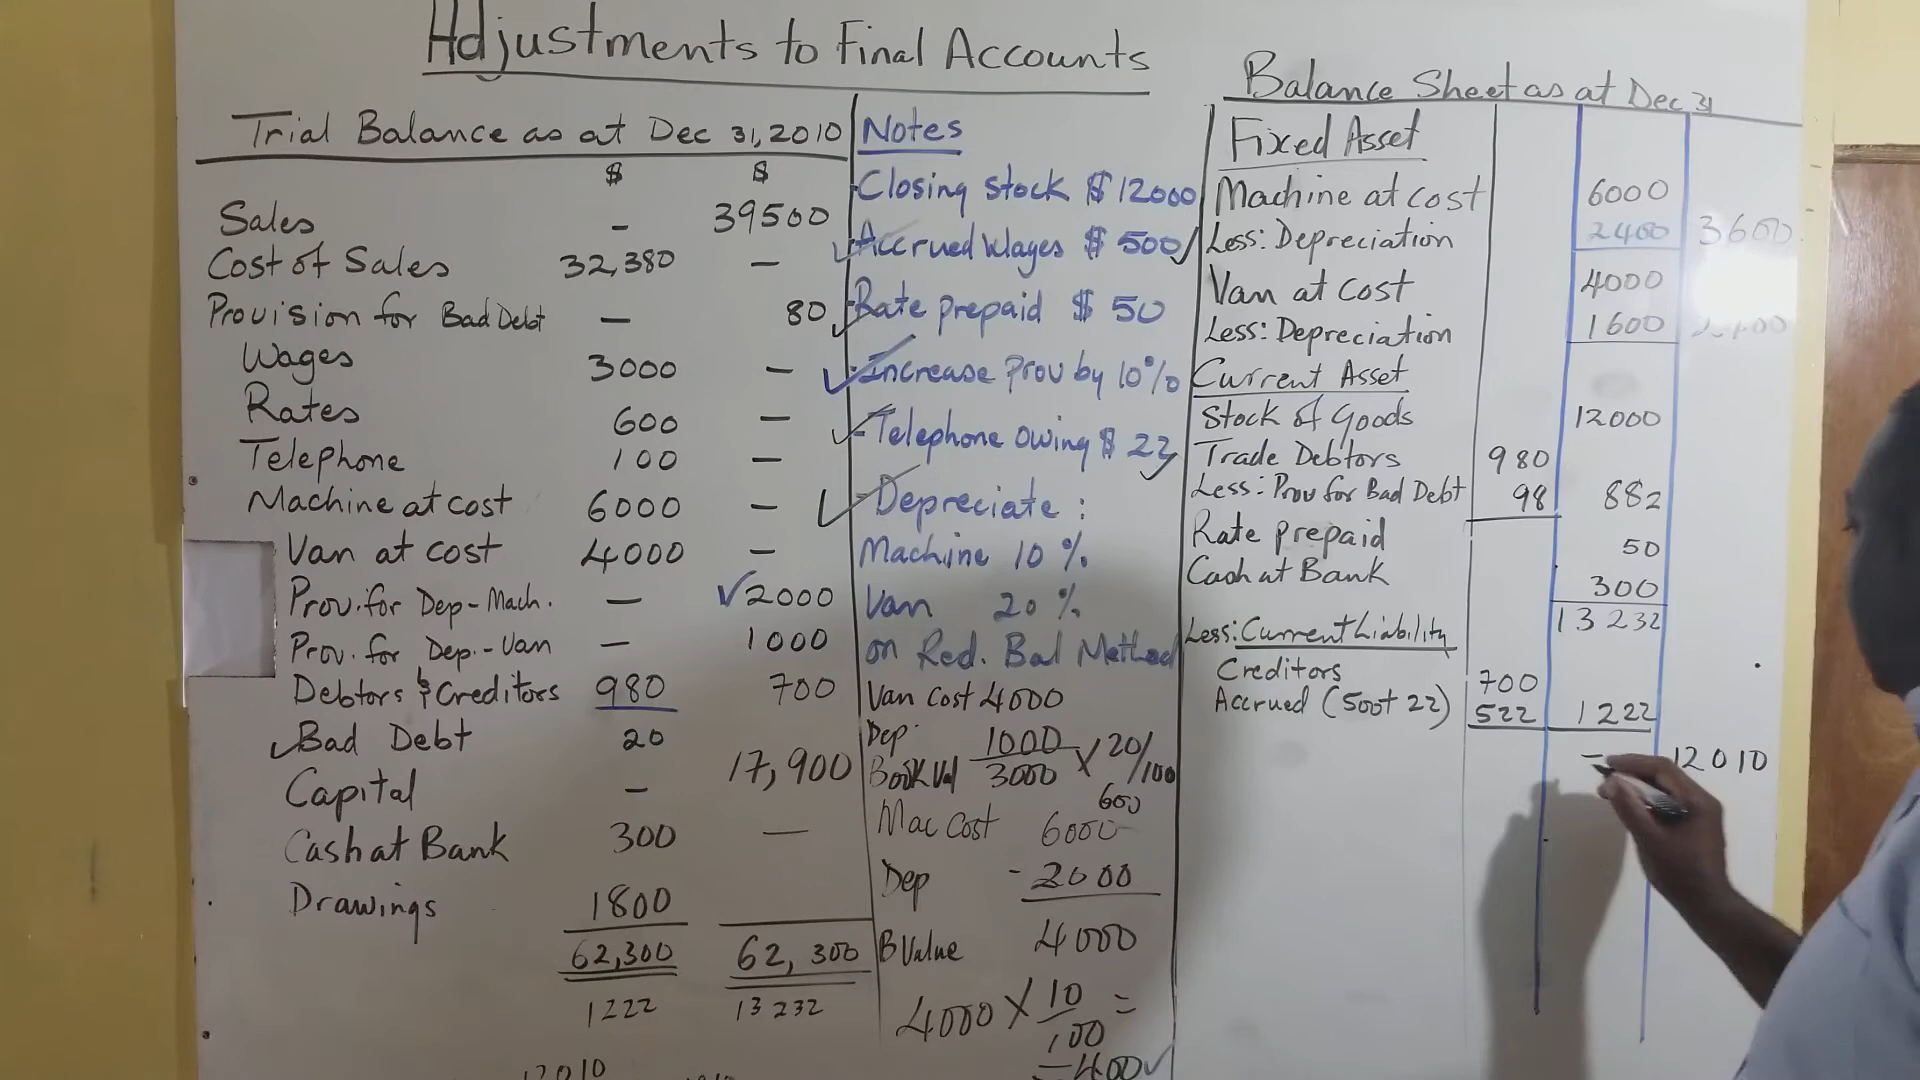 Adjustments to Final Accounts
Trial Balance as at Dec 31, 2010
$ $
Sales - 39500
Cost of Sales 32,380 -
Provision for Bad Debt - 80
Wages 3000 -
Rates 600 -
Telephone 100 -
Machine at cost 6000 -
Van at cost 4000 -
Prov. for Dep-Mach. - ✓2000
Prov. for Dep.-Van - 1000
Debtors & Creditors 980 700
✓Bad Debt 20
Capital - 17,900
Cash at Bank 300 -
Drawings 1800
62,300 62,300
1222 13232
12010
Notes
-Closing stock $12000
✓-Accrued Wages $500✓
✓-Rate prepaid $50
✓-Increase prov by 10%
✓-Telephone owing $22✓
✓-Depreciate:
Machine 10%
Van 20%
on Red. Bal Method
Van Cost 4000
Dep. 1000
Book Val 3000 X 20/100
600
Mac Cost 6000
Dep -2000
B Value 4000
4000 X 10/100 =
=400✓
Balance Sheet as at Dec 31
Fixed Asset
Machine at cost 6000
Less: Depreciation 2400 3600
Van at cost 4000
Less: Depreciation 1600 2400
Current Asset
Stock of Goods 12000
Trade Debtors 980
Less: Prov for Bad Debt 98 882
Rate prepaid 50
Cash at Bank 300
13232
Less: Current Liability
Creditors 700
Accrued (500+22) 522 1222
- 12010